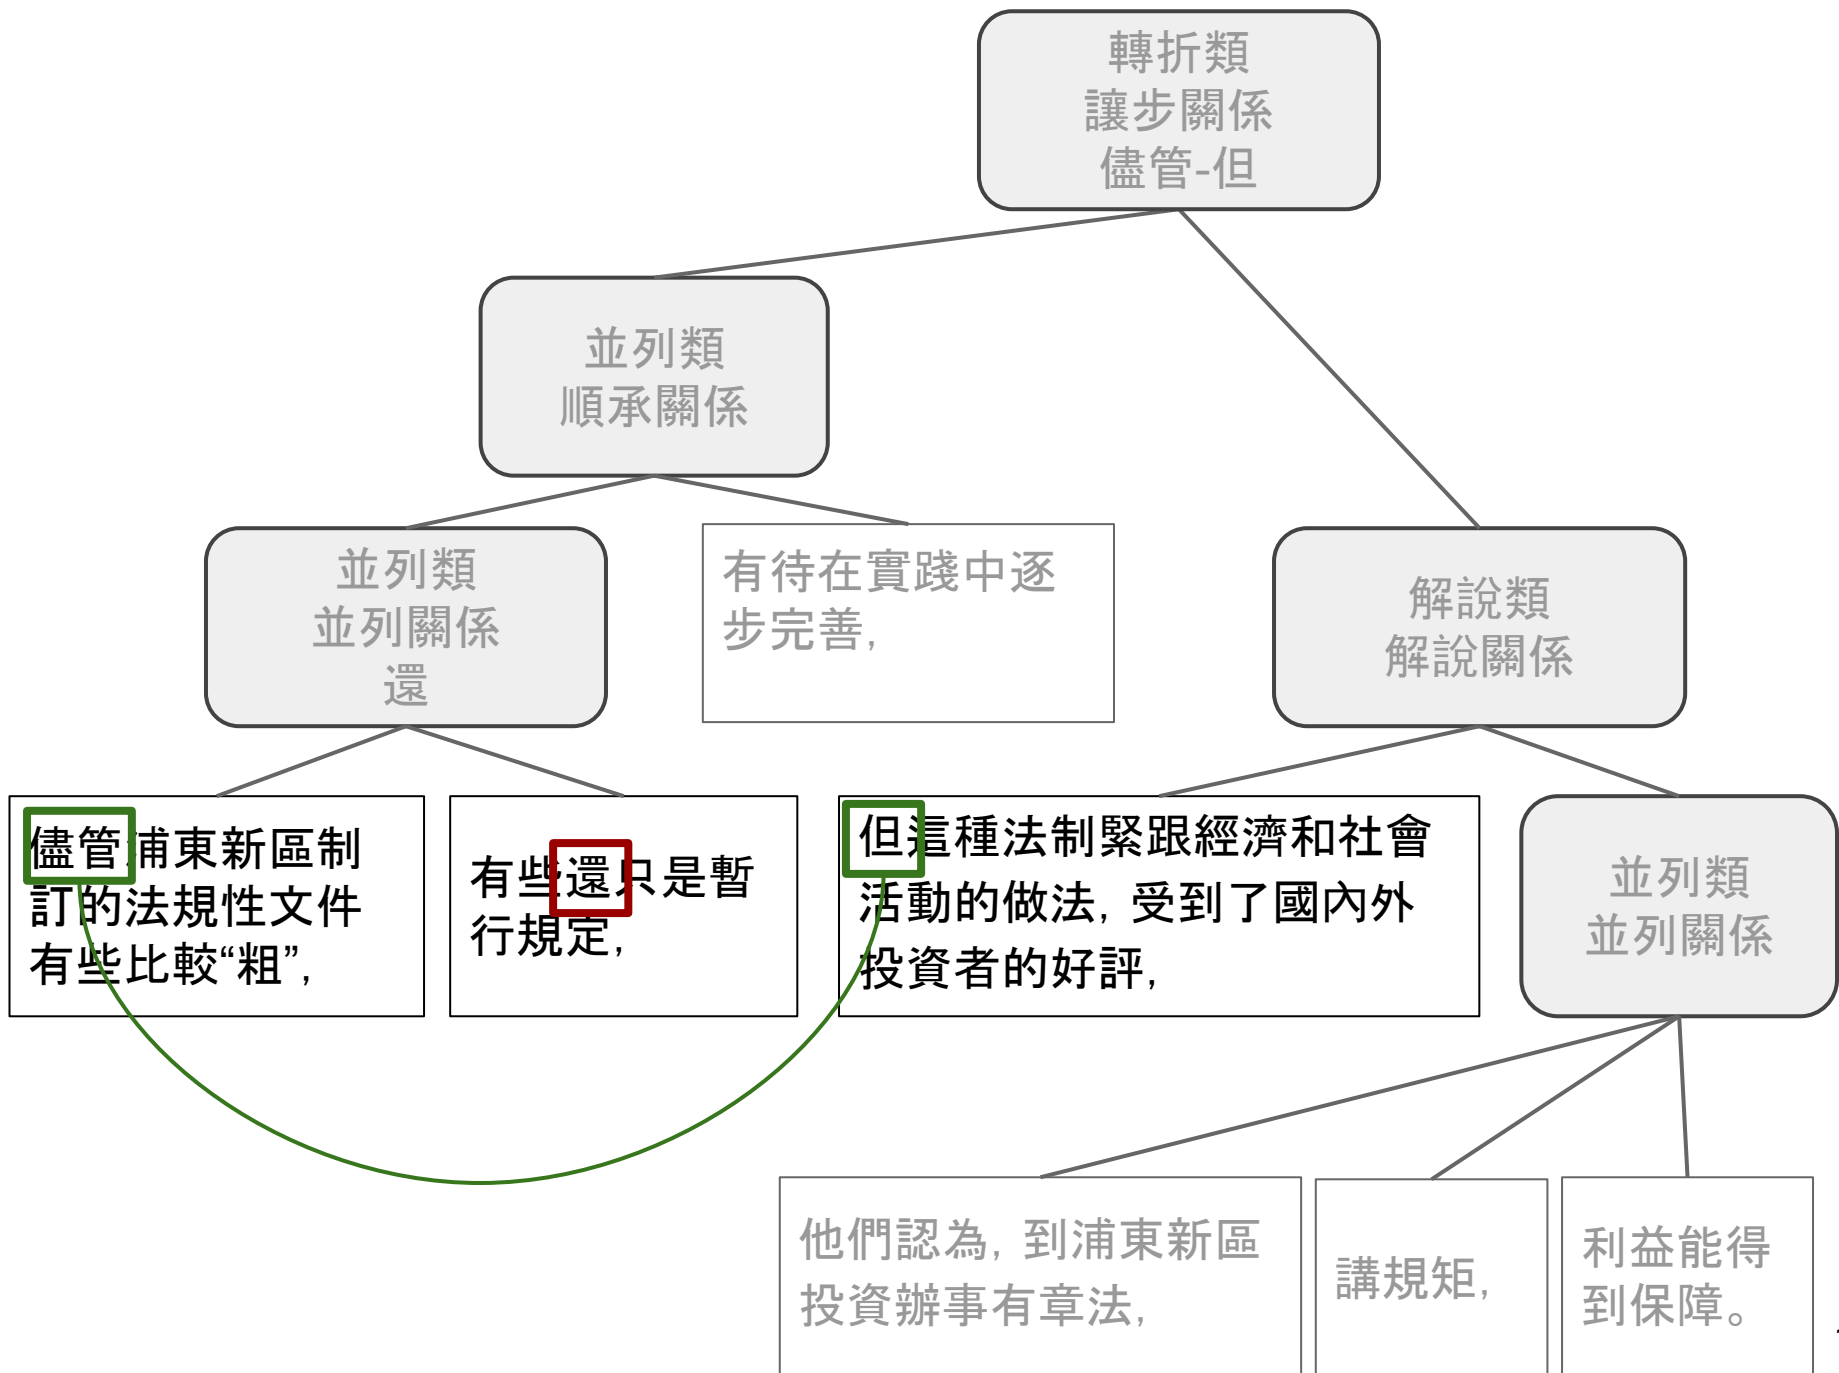 轉折類
讓步關係
儘管-但
並列類
順承關係
並列類
並列關係
還
有待在實踐中逐
步完善,
解說類
解說關係
儘管浦東新區制
訂的法規性文件
有些比較“粗”,
有些還只是暫
行規定,
但這種法制緊跟經濟和社會
活動的做法, 受到了國內外
投資者的好評,
並列類
並列關係
他們認為, 到浦東新區
投資辦事有章法,
講規矩,
利益能得
到保障。